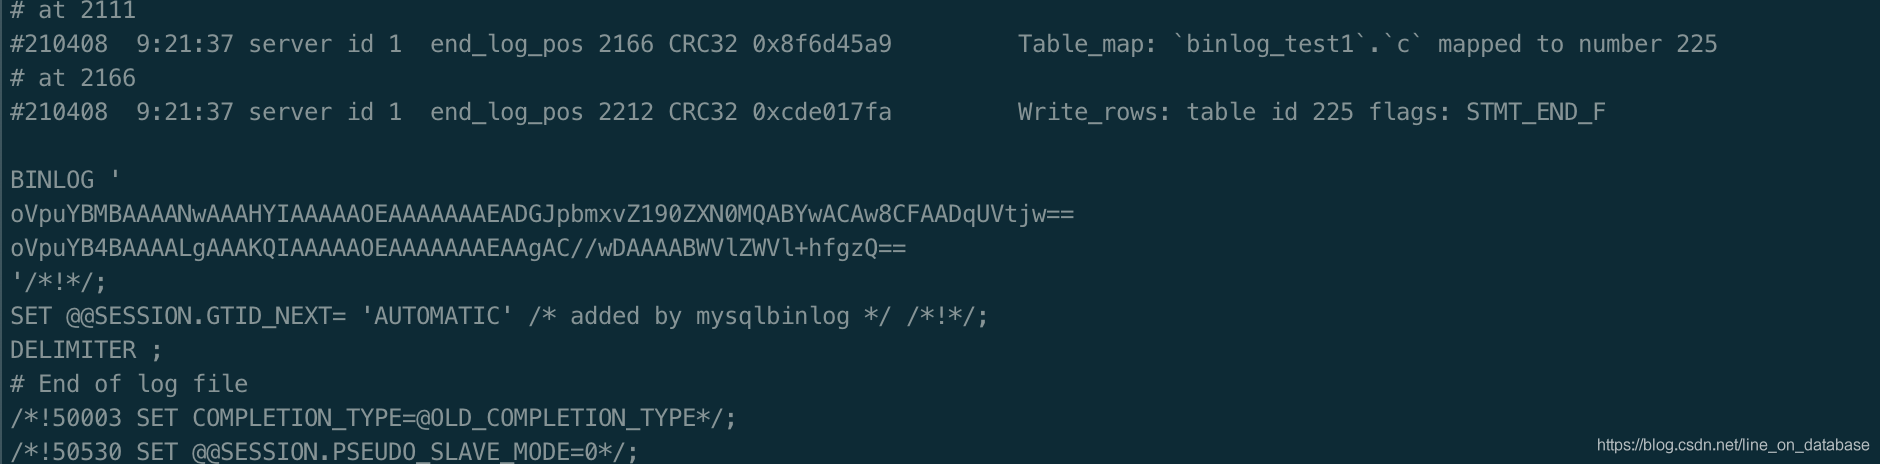 # at 2111
#210408  9:21:37 server id 1  end_log_pos 2166 CRC32 0x8f6d45a9         Table_map: `binlog_test1`.`c` mapped to number 225
# at 2166
#210408  9:21:37 server id 1  end_log_pos 2212 CRC32 0xcde017fa         Write_rows: table id 225 flags: STMT_END_F
BINLOG '
oVpuYBMBAAAANwAAAHYIAAAAAOEAAAAAAAEADGJpbmxvZ190ZXN0MQABYwACAw8CFAADqUVtjw==
oVpuYB4BAAAALgAAAKQIAAAAAOEAAAAAAAEAAgAC//wDAAAABWVlZWVl+hfgzQ==
'/*!*/;
SET @@SESSION.GTID_NEXT= 'AUTOMATIC' /* added by mysqlbinlog */ /*!*/;
DELIMITER ;
# End of log file
/*!50003 SET COMPLETION_TYPE=@OLD_COMPLETION_TYPE*/;
/*!50530 SET @@SESSION.PSEUDO_SLAVE_MODE=0*/;
https://blog.csdn.net/line_on_database